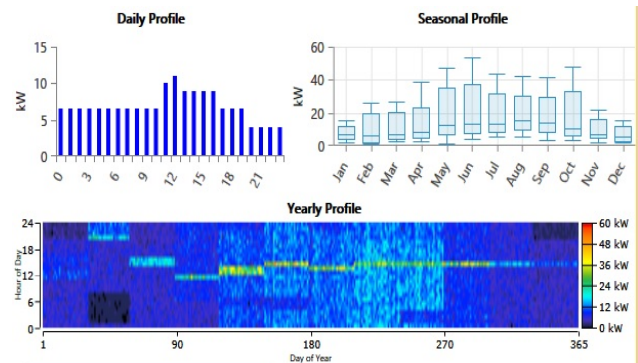 Daily Profile
Seasonal Profile
15
10
5
0
kW
0
3
6
9
12
15
18
21
60
40
20
0
kW
Jan
Feb
Mar
Apr
May
Jun
Jul
Aug
Sep
Oct
Nov
Dec
Yearly Profile
24
18
12
6
0
Hour of Day
1
90
180
270
365
Day of Year
60 kW
48 kW
36 kW
24 kW
12 kW
0 kW